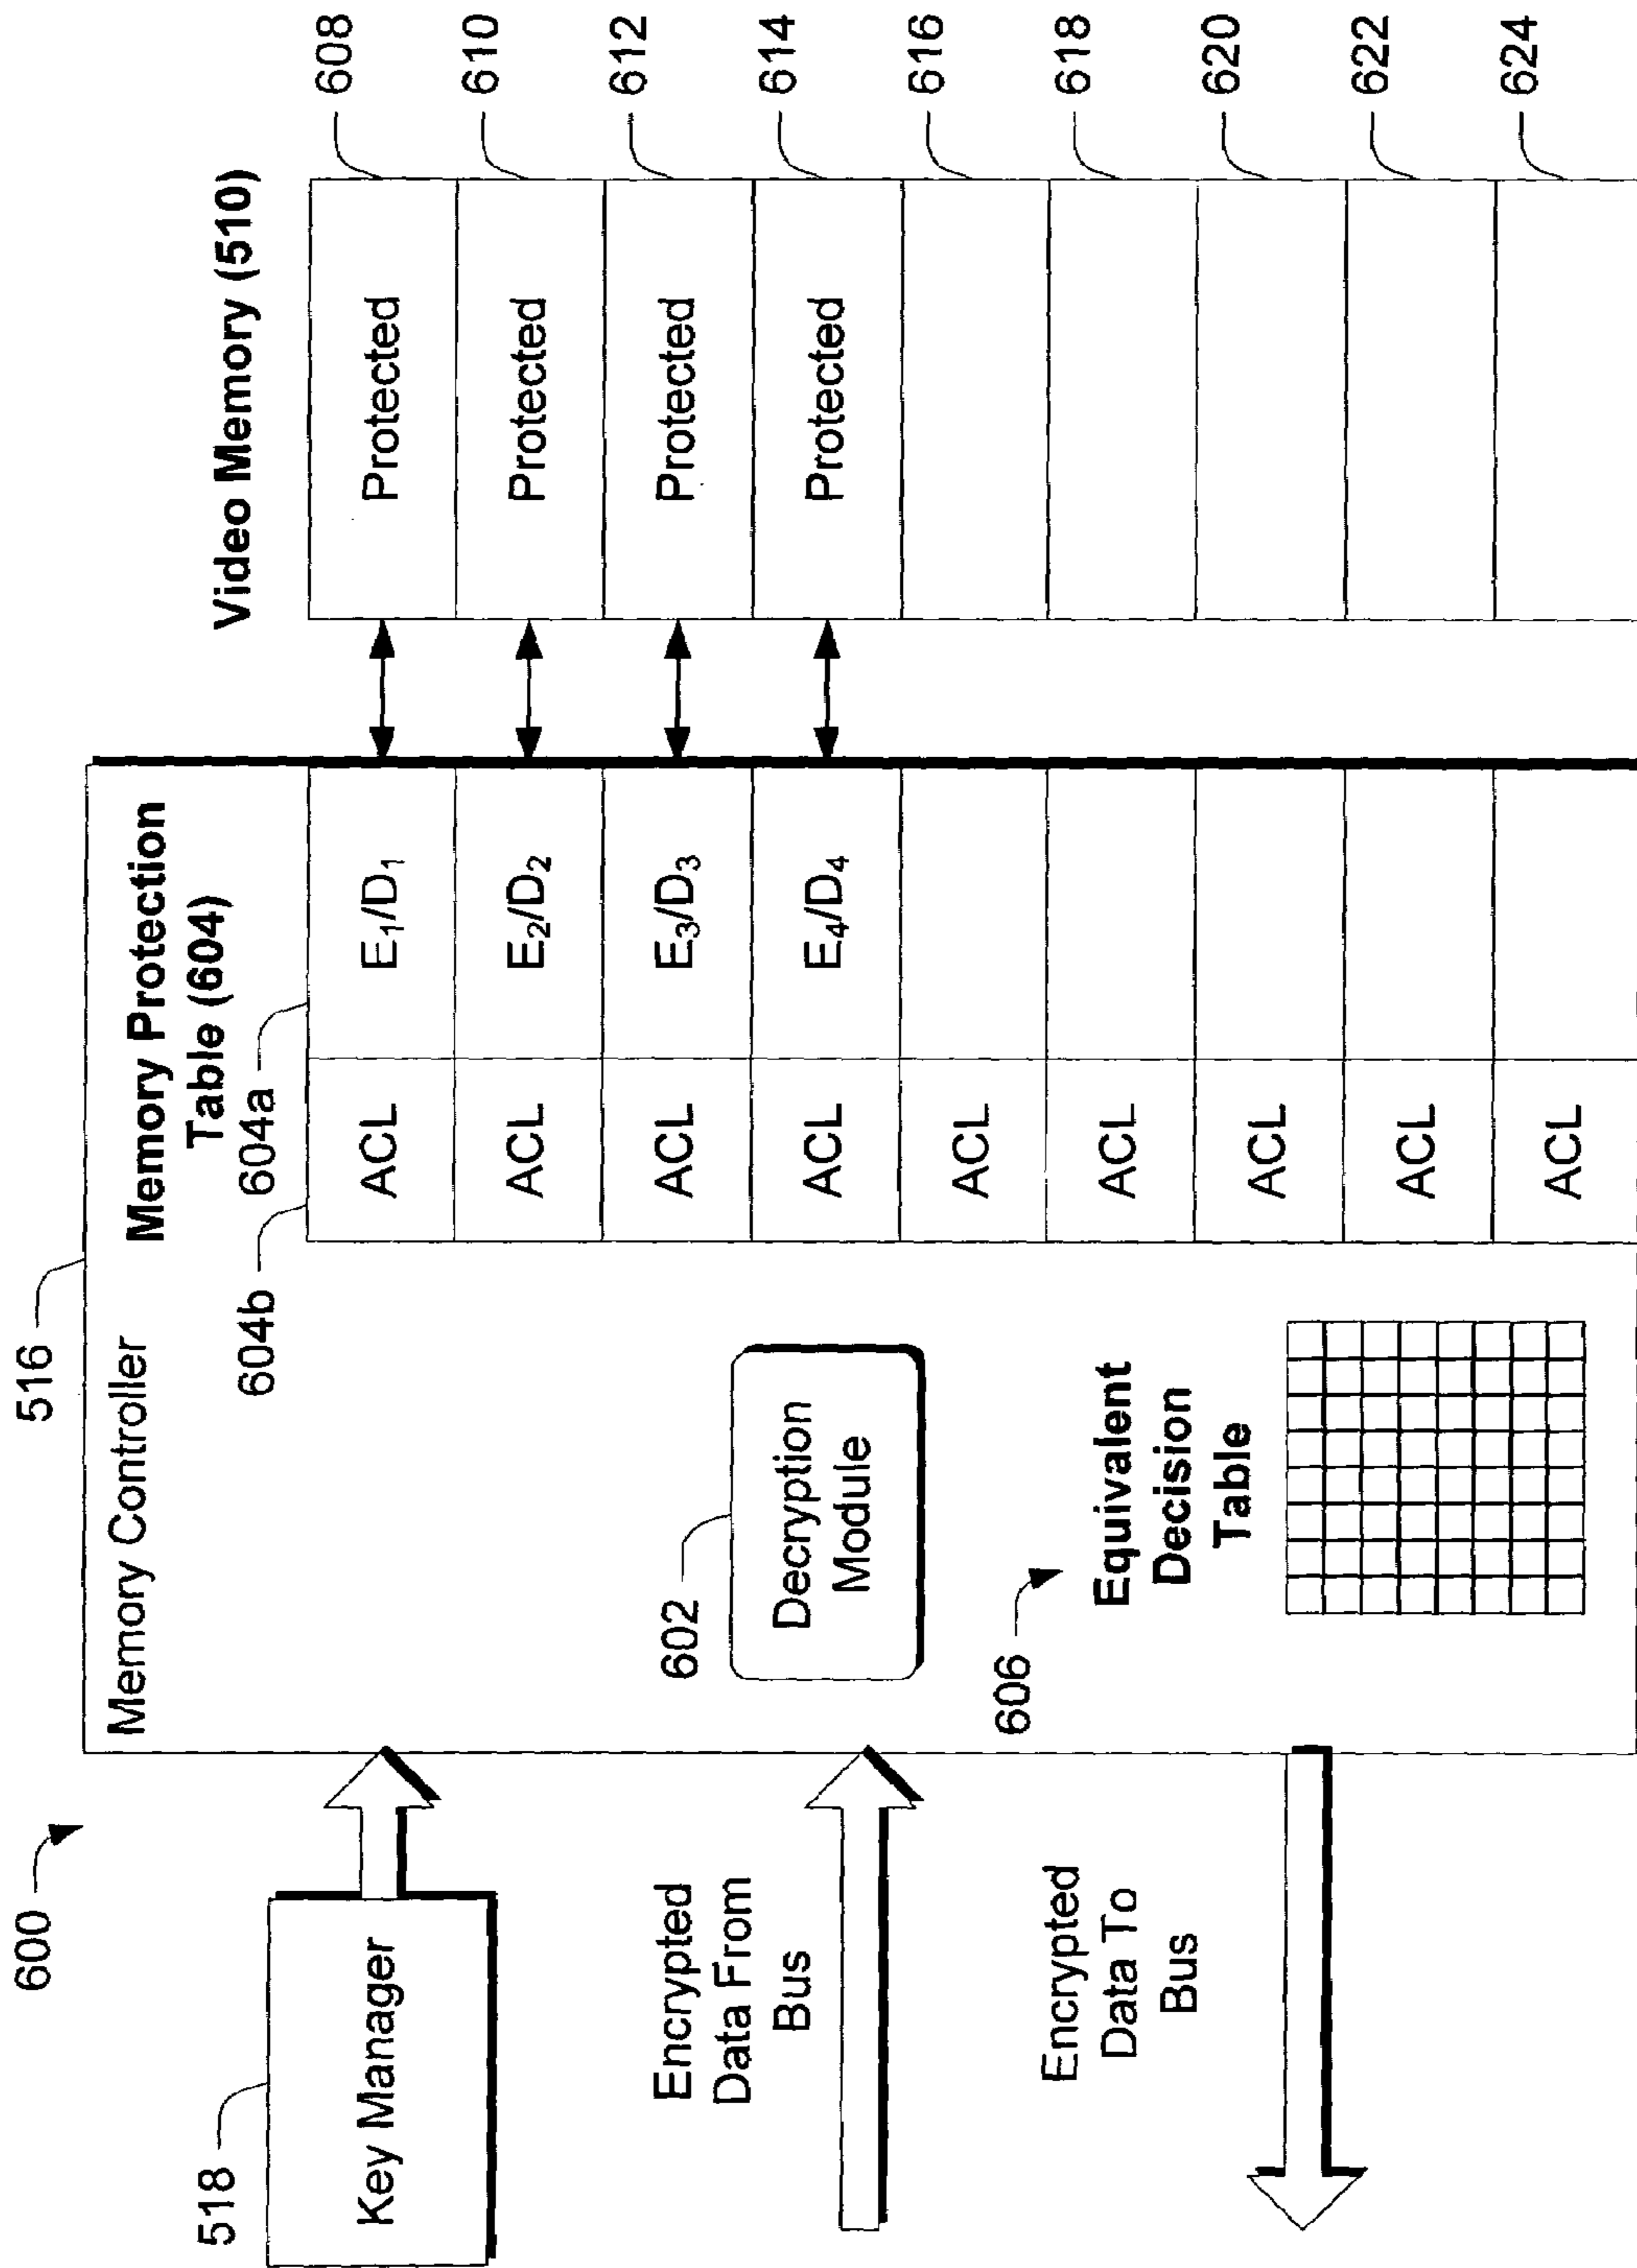 600
518
Key Manager
Encrypted
Data From
Bus
Encrypted
Data To
Bus
516
Memory Controller
602
Decryption
Module
606
Equivalent
Decision
Table
Memory Protection
Table (604)
604b
604a
ACL
E₁/D₁
ACL
E₂/D₂
ACL
E₃/D₃
ACL
E₄/D₄
ACL
ACL
ACL
ACL
ACL
Video Memory (510)
Protected
608
Protected
610
Protected
612
Protected
614
616
618
620
622
624